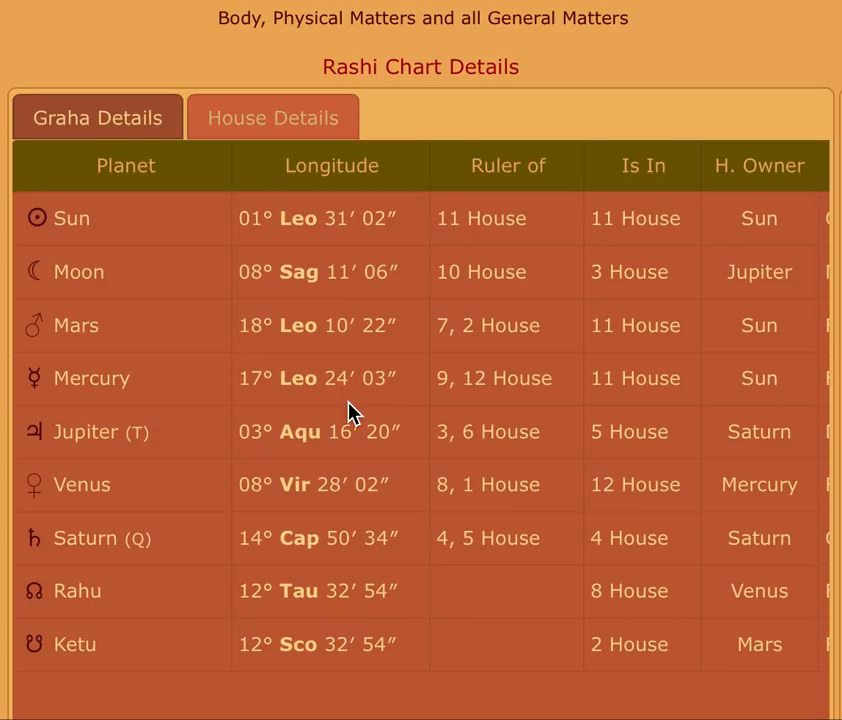 Body, Physical Matters and all General Matters
Rashi Chart Details
Graha Details House Details
Planet Longitude Ruler of Is In H. Owner
Sun 01° Leo 31′ 02″ 11 House 11 House Sun
Moon 08° Sag 11′ 06″ 10 House 3 House Jupiter
Mars 18° Leo 10′ 22″ 7, 2 House 11 House Sun
Mercury 17° Leo 24′ 03″ 9, 12 House 11 House Sun
Jupiter (T) 03° Aqu 16′ 20″ 3, 6 House 5 House Saturn
Venus 08° Vir 28′ 02″ 8, 1 House 12 House Mercury
Saturn (Q) 14° Cap 50′ 34″ 4, 5 House 4 House Saturn
Rahu 12° Tau 32′ 54″ 8 House Venus
Ketu 12° Sco 32′ 54″ 2 House Mars